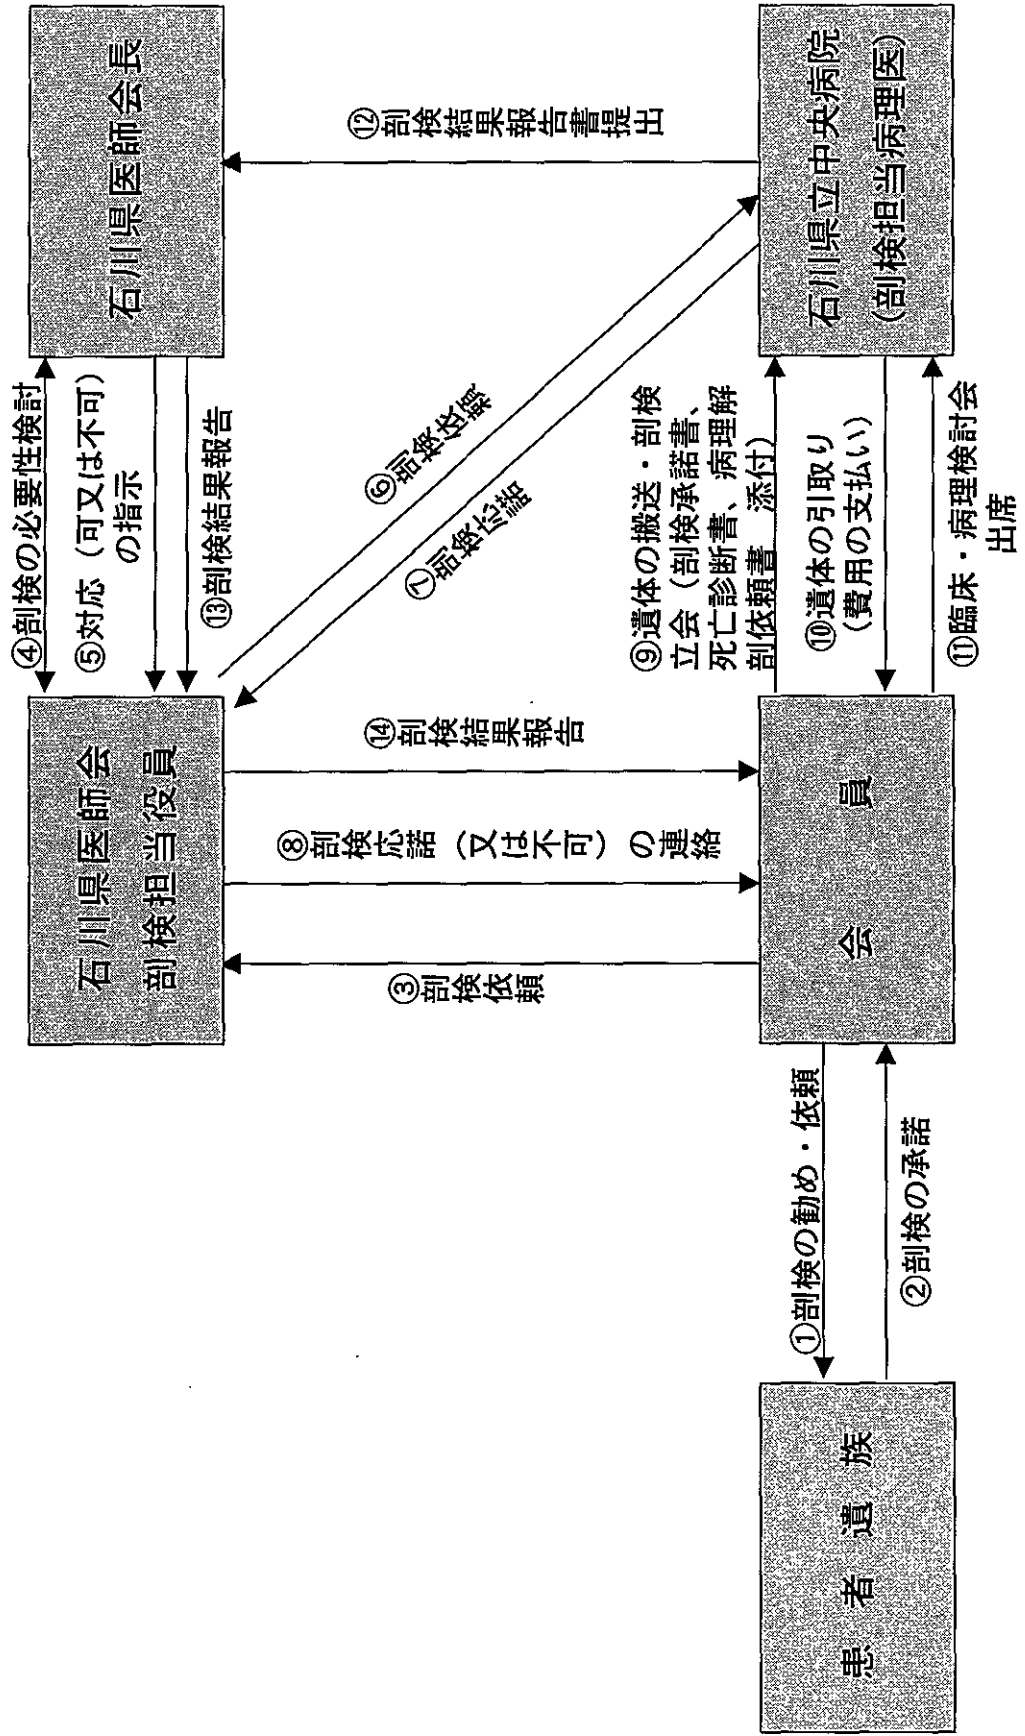 石川県医師会
剖検担当役員
石川県医師会長
④剖検の必要性検討
⑤対応（可又は不可）
の指示
⑬剖検結果報告
⑥剖検依頼
⑦剖検応諾
⑫剖検結果報告書提出
③剖検依頼
⑧剖検応諾（又は不可）の連絡
⑭剖検結果報告
患者遺族
①剖検の勧め・依頼
②剖検の承諾
会員
⑨遺体の搬送・剖検
立会（剖検承諾書、
死亡診断書、病理解
剖依頼書　添付）
⑩遺体の引取り
（費用の支払い）
⑪臨床・病理検討会
出席
石川県立中央病院
（剖検担当病理医）